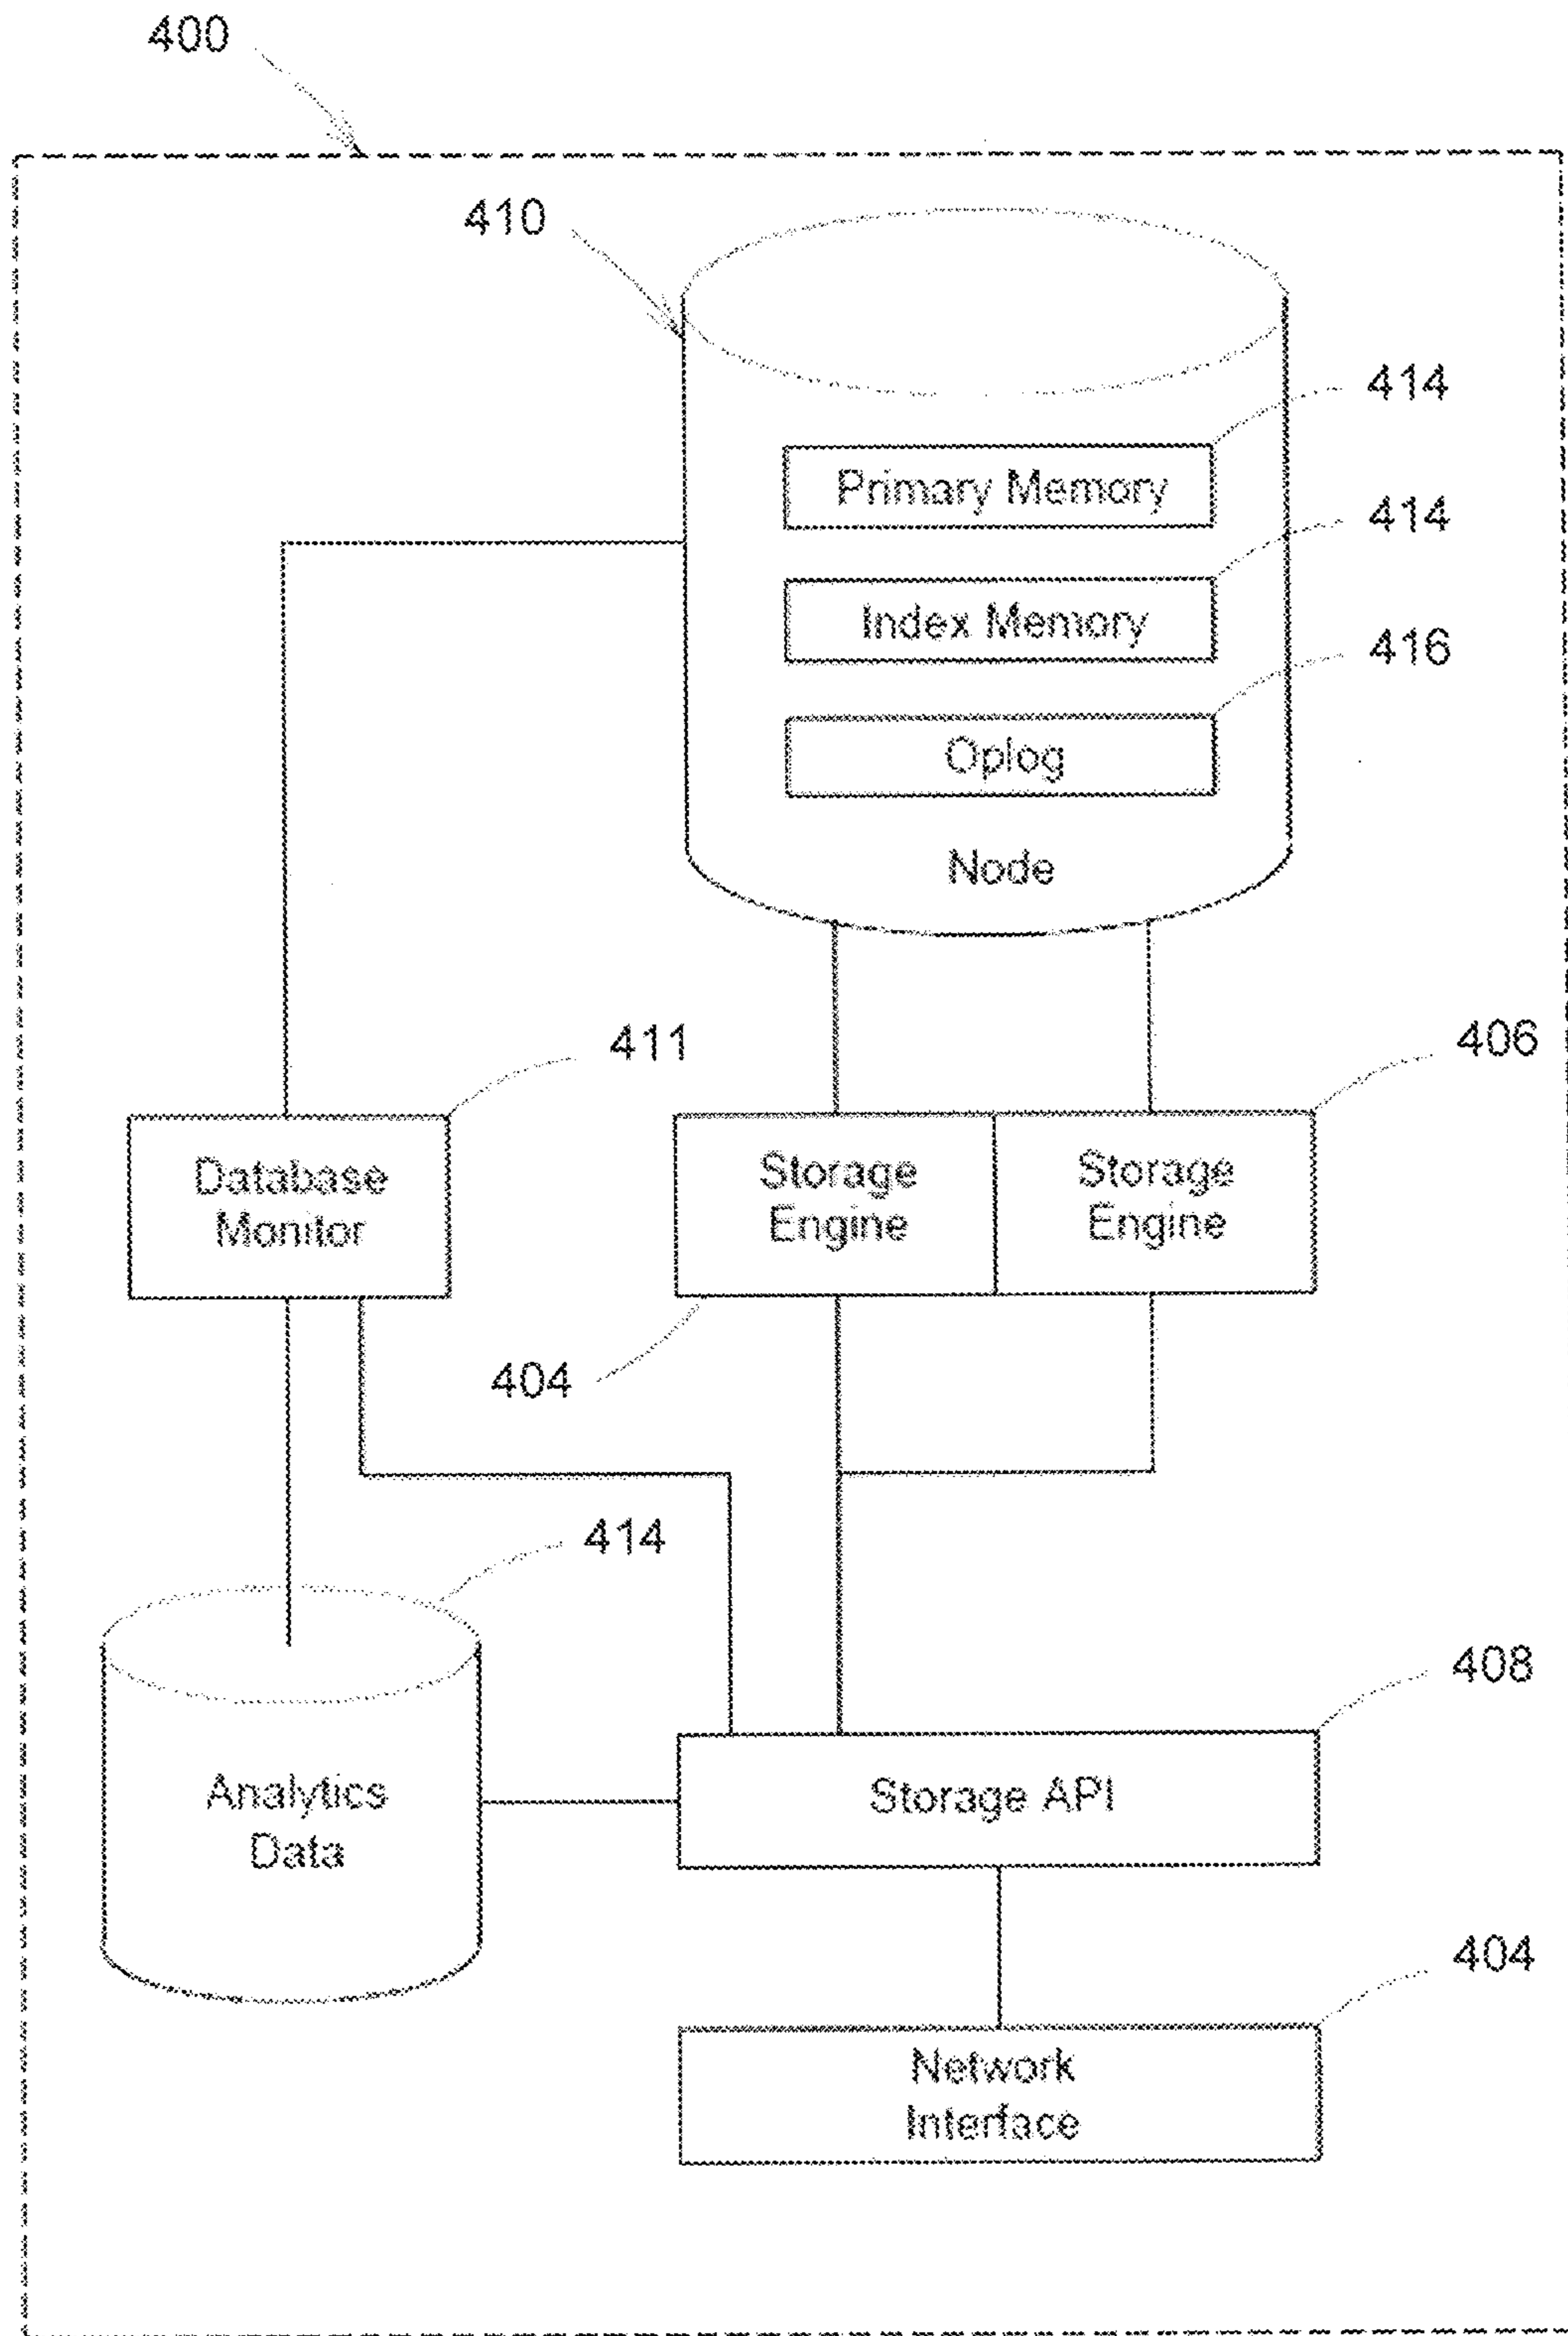 400
410
414
Primary Memory
414
Index Memory
416
Oplog
Node
411
406
Database
Monitor
Storage
Engine
Storage
Engine
404
414
408
Analytics
Data
Storage API
404
Network
Interface